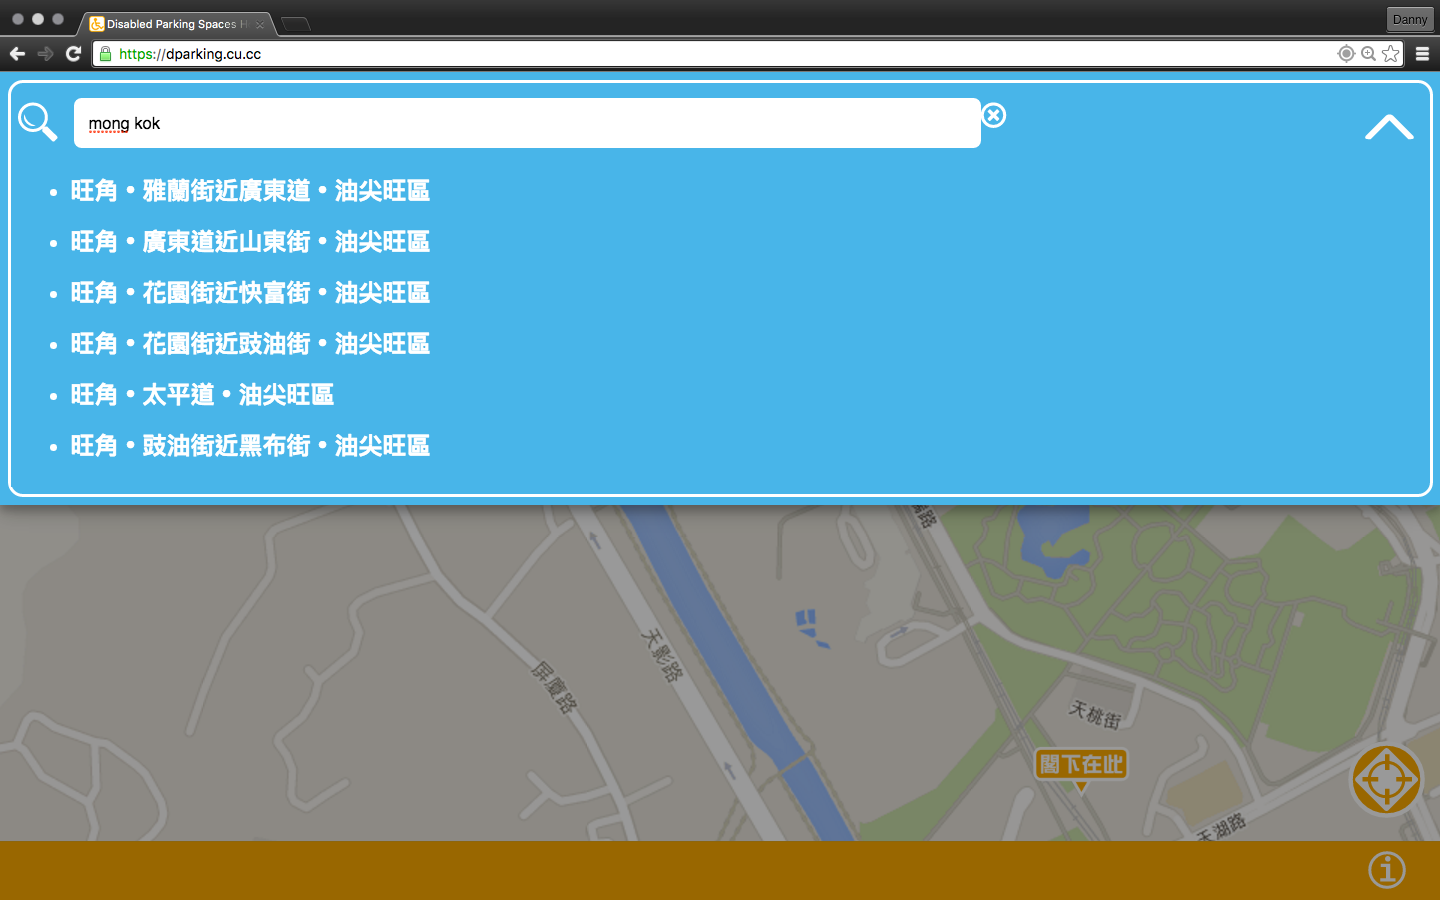 Disabled Parking Spaces H
Danny
https://dparking.cu.cc
mong kok
旺角•雅蘭街近廣東道•油尖旺區
旺角•廣東道近山東街•油尖旺區
旺角•花園街近快富街•油尖旺區
旺角•花園街近豉油街•油尖旺區
旺角•太平道•油尖旺區
旺角•豉油街近黑布街•油尖旺區
天影路
屏廈路
天桃街
閣下在此
天湖路